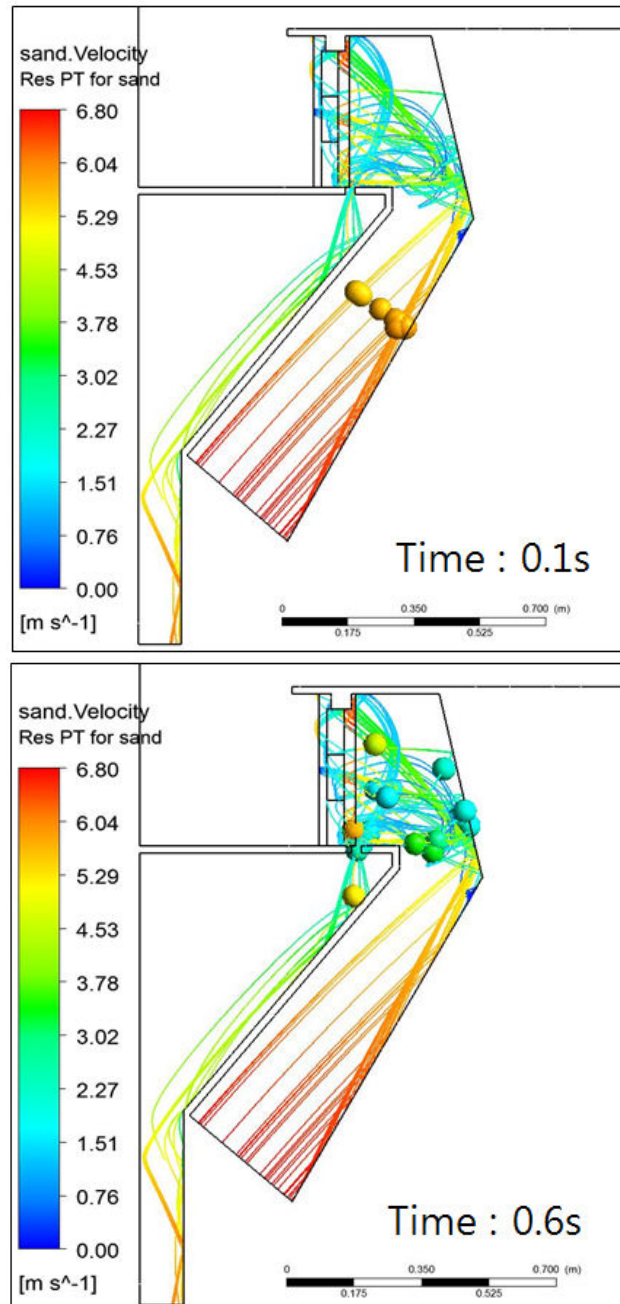 sand.Velocity
Res PT for sand
6.80
6.04
5.29
4.53
3.78
3.02
2.27
1.51
0.76
0.00
[m s^-1]
Time : 0.1s
0 0.350 0.700 (m)
0.175 0.525
sand.Velocity
Res PT for sand
6.80
6.04
5.29
4.53
3.78
3.02
2.27
1.51
0.76
0.00
[m s^-1]
Time : 0.6s
0 0.350 0.700 (m)
0.175 0.525